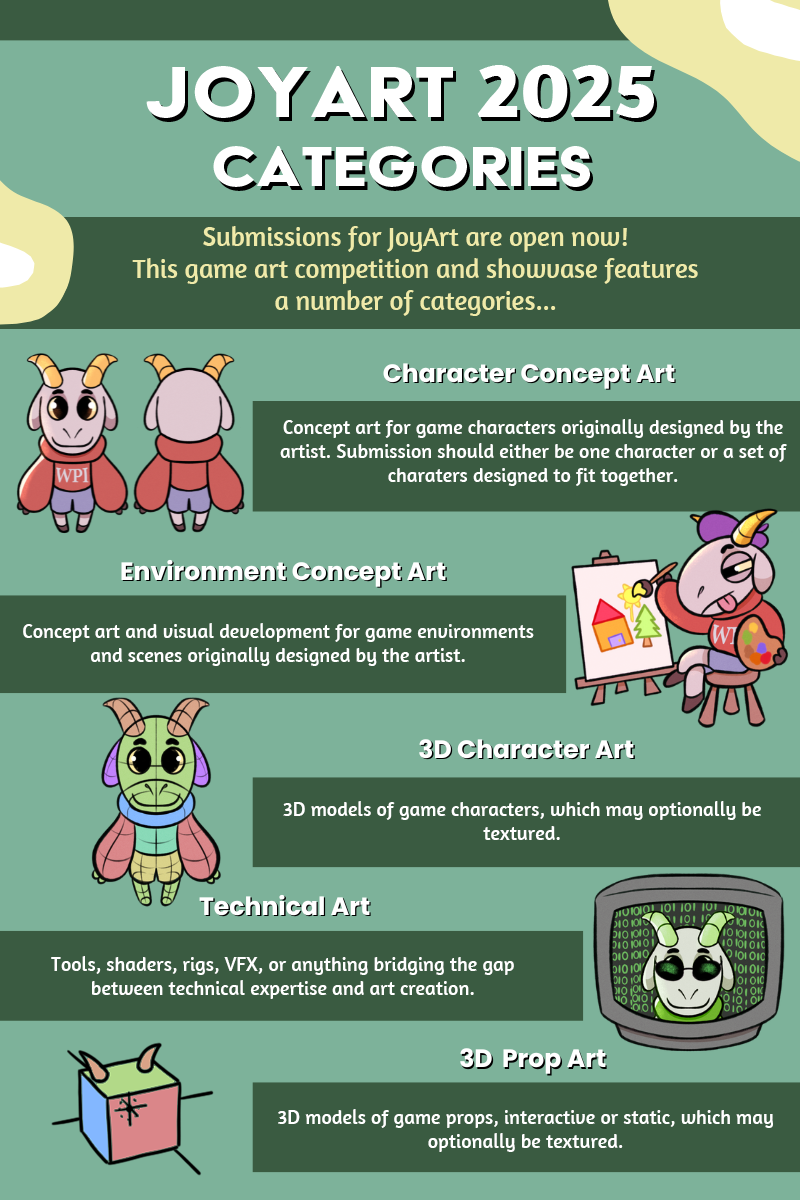 JOYART 2025
CATEGORIES
Submissions for JoyArt are open now!
This game art competition and showvase features
a number of categories...
Character Concept Art
Concept art for game characters originally designed by the
artist. Submission should either be one character or a set of
charaters designed to fit together.
WPI
Environment Concept Art
Concept art and visual development for game environments
and scenes originally designed by the artist.
WPI
3D Character Art
3D models of game characters, which may optionally be
textured.
Technical Art
Tools, shaders, rigs, VFX, or anything bridging the gap
between technical expertise and art creation.
3D Prop Art
3D models of game props, interactive or static, which may
optionally be textured.